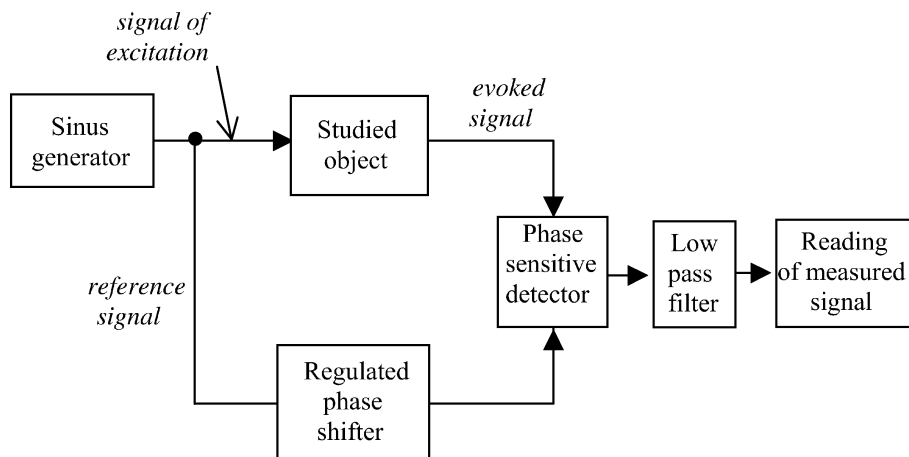 signal of
excitation
Sinus
generator
Studied
object
evoked
signal
reference
signal
Regulated
phase
shifter
Phase
sensitive
detector
Low
pass
filter
Reading
of measured
signal